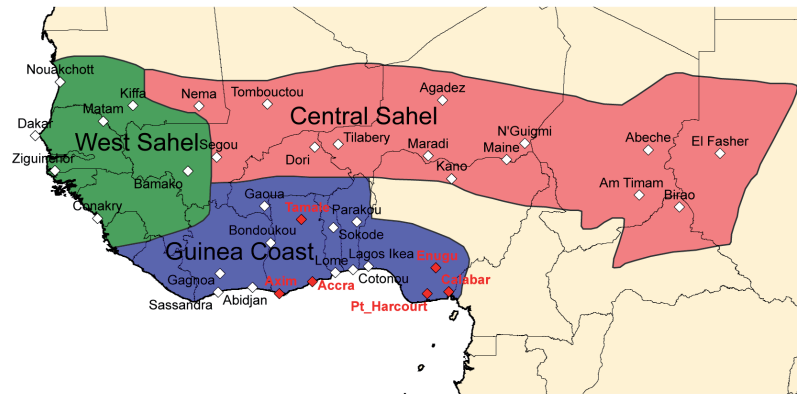 Nouakchott
Kiffa
Nema
Tombouctou
Agadez
Matam
Central Sahel
Dakar
West Sahel
Segou
Dori
Tilabery
Maradi
N'Guigmi
Maine
Abeche
El Fasher
Ziguinchor
Bamako
Kano
Am Timam
Birao
Conakry
Gaoua
Tamale
Parakou
Bondoukou
Sokode
Guinea Coast
Lome
Lagos Ikea
Enugu
Gagnoa
Axim
Accra
Cotonou
Calabar
Sassandra
Abidjan
Pt_Harcourt